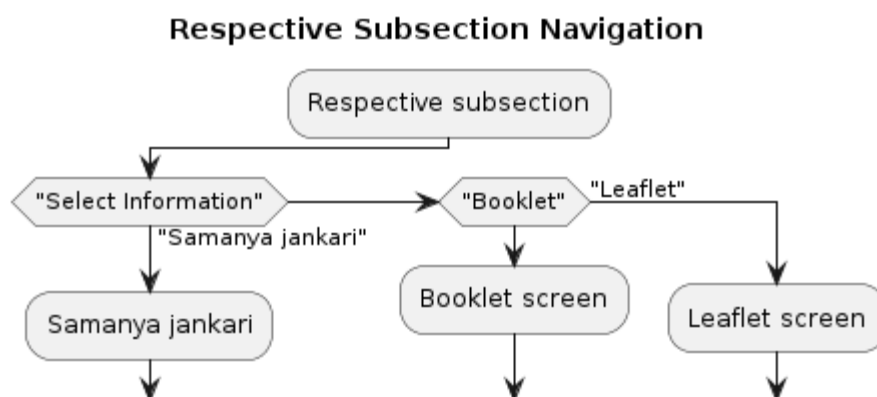 Respective Subsection Navigation
Respective subsection
"Select Information"
"Booklet"
"Leaflet"
"Samanya jankari"
Samanya jankari
Booklet screen
Leaflet screen